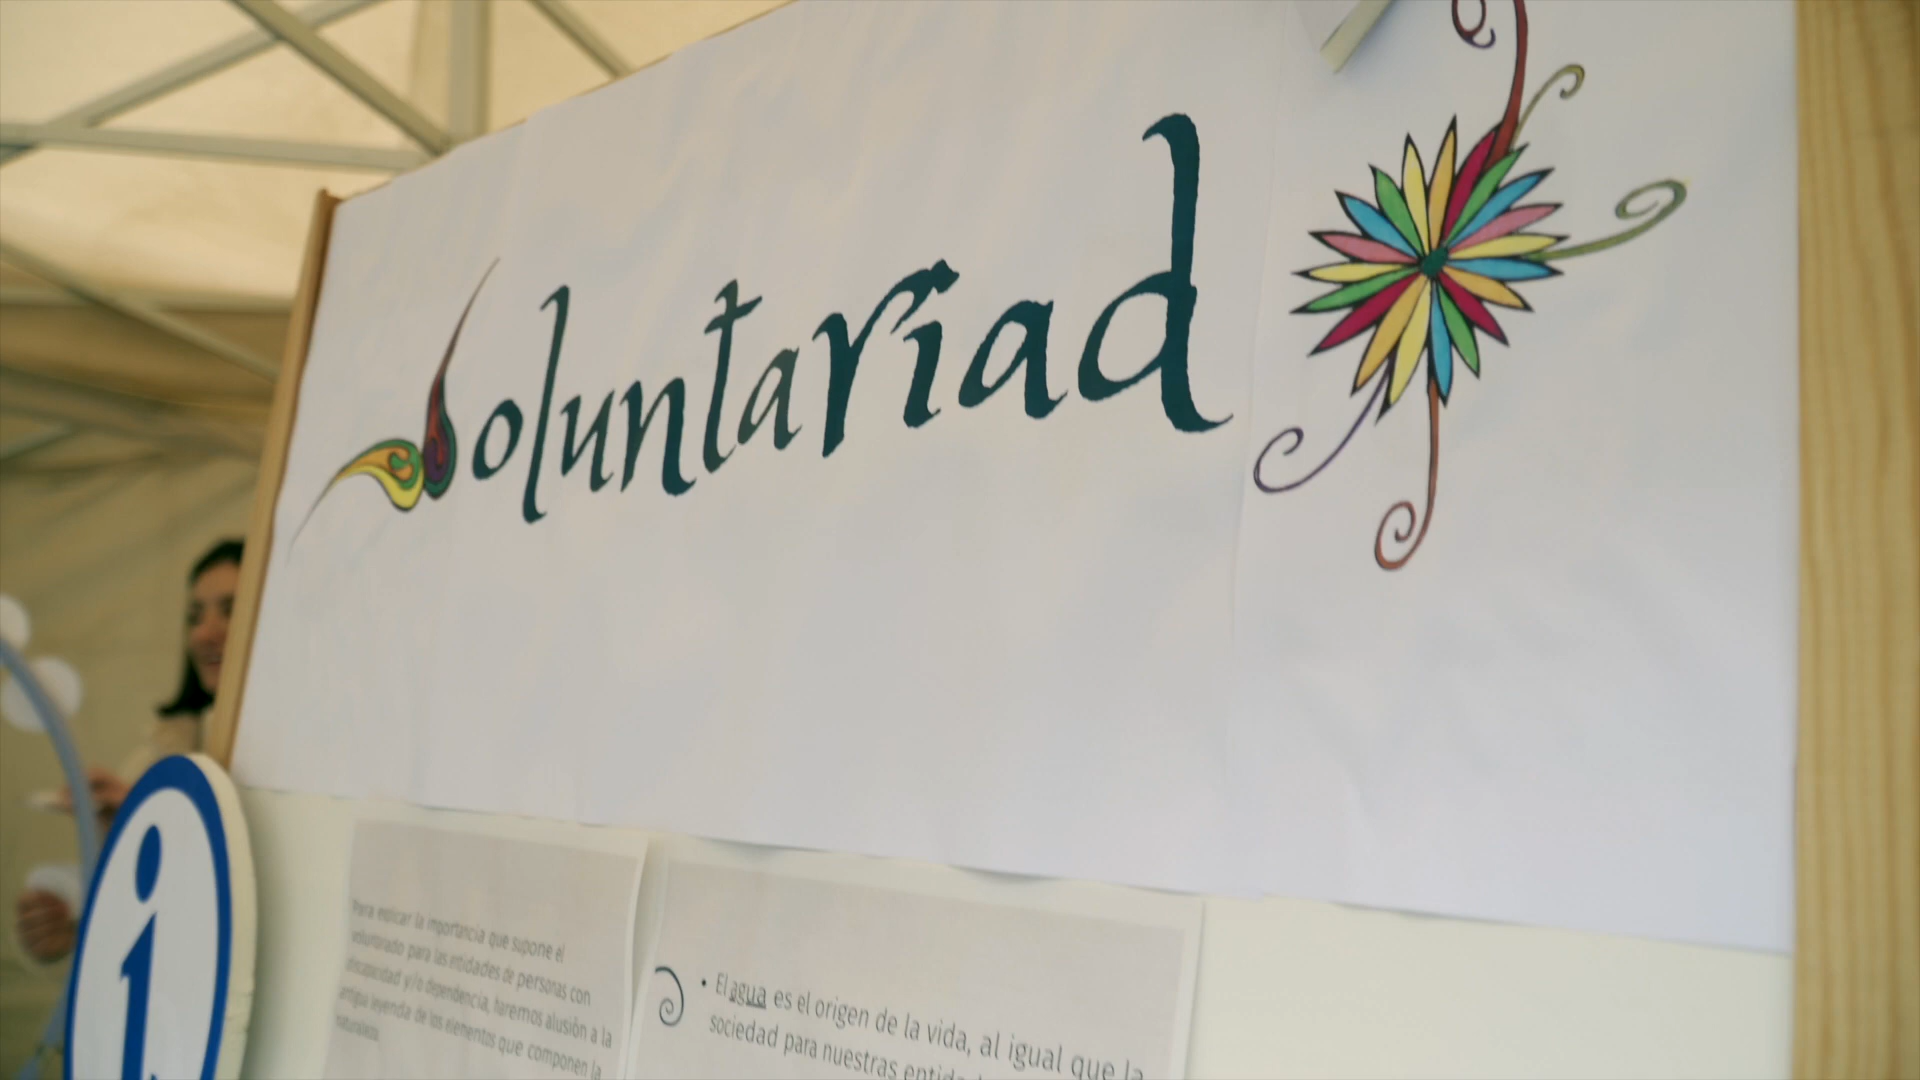 Voluntariad
i
Para explicar la importancia que supone el
voluntariado para las entidades de personas con
discapacidad y/o dependencia, haremos alusión a la
antigua leyenda de los elementos que componen la
naturaleza.
• El agua es el origen de la vida, al igual que la
sociedad para nuestras